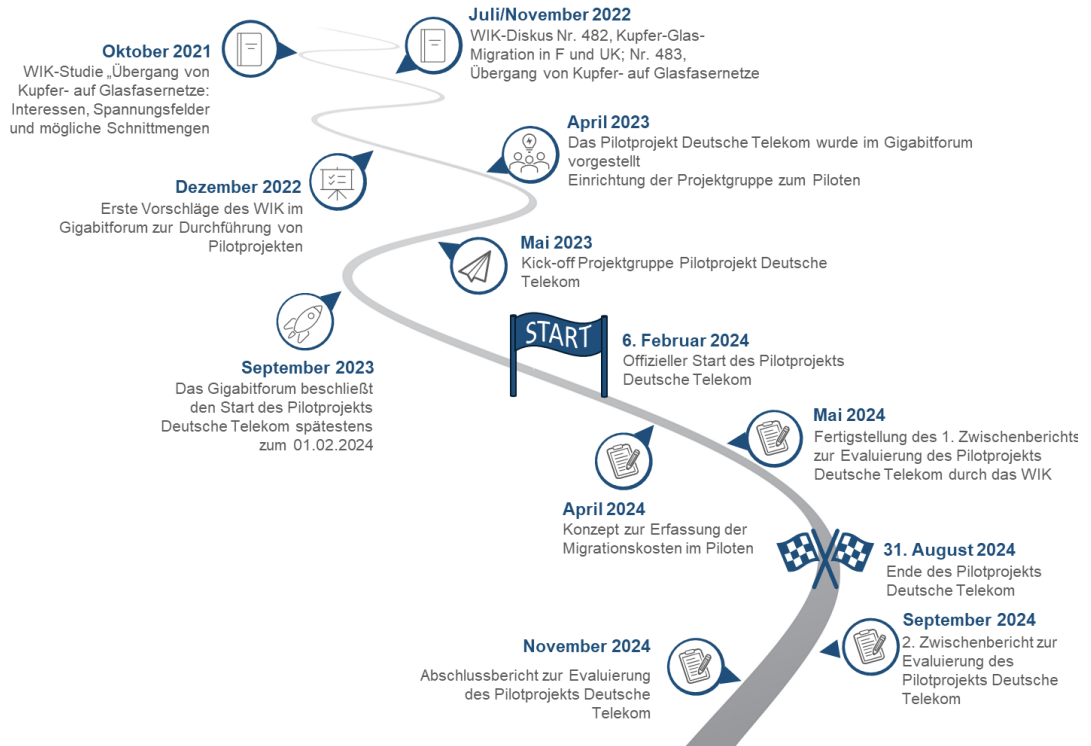 Oktober 2021
WIK-Studie „Übergang von
Kupfer- auf Glasfasernetze:
Interessen, Spannungsfelder
und mögliche Schnittmengen
Juli/November 2022
WIK-Diskus Nr. 482, Kupfer-Glas-
Migration in F und UK; Nr. 483,
Übergang von Kupfer- auf Glasfasernetze
Dezember 2022
Erste Vorschläge des WIK im
Gigabitforum zur Durchführung von
Pilotprojekten
April 2023
Das Pilotprojekt Deutsche Telekom wurde im Gigabitforum
vorgestellt
Einrichtung der Projektgruppe zum Piloten
Mai 2023
Kick-off Projektgruppe Pilotprojekt Deutsche
Telekom
September 2023
Das Gigabitforum beschließt
den Start des Pilotprojekts
Deutsche Telekom spätestens
zum 01.02.2024
START
6. Februar 2024
Offizieller Start des Pilotprojekts
Deutsche Telekom
April 2024
Konzept zur Erfassung der
Migrationskosten im Piloten
Mai 2024
Fertigstellung des 1. Zwischenberichts
zur Evaluierung des Pilotprojekts
Deutsche Telekom durch das WIK
31. August 2024
Ende des Pilotprojekts
Deutsche Telekom
September 2024
2. Zwischenbericht zur
Evaluierung des
Pilotprojekts Deutsche
Telekom
November 2024
Abschlussbericht zur Evaluierung
des Pilotprojekts Deutsche
Telekom